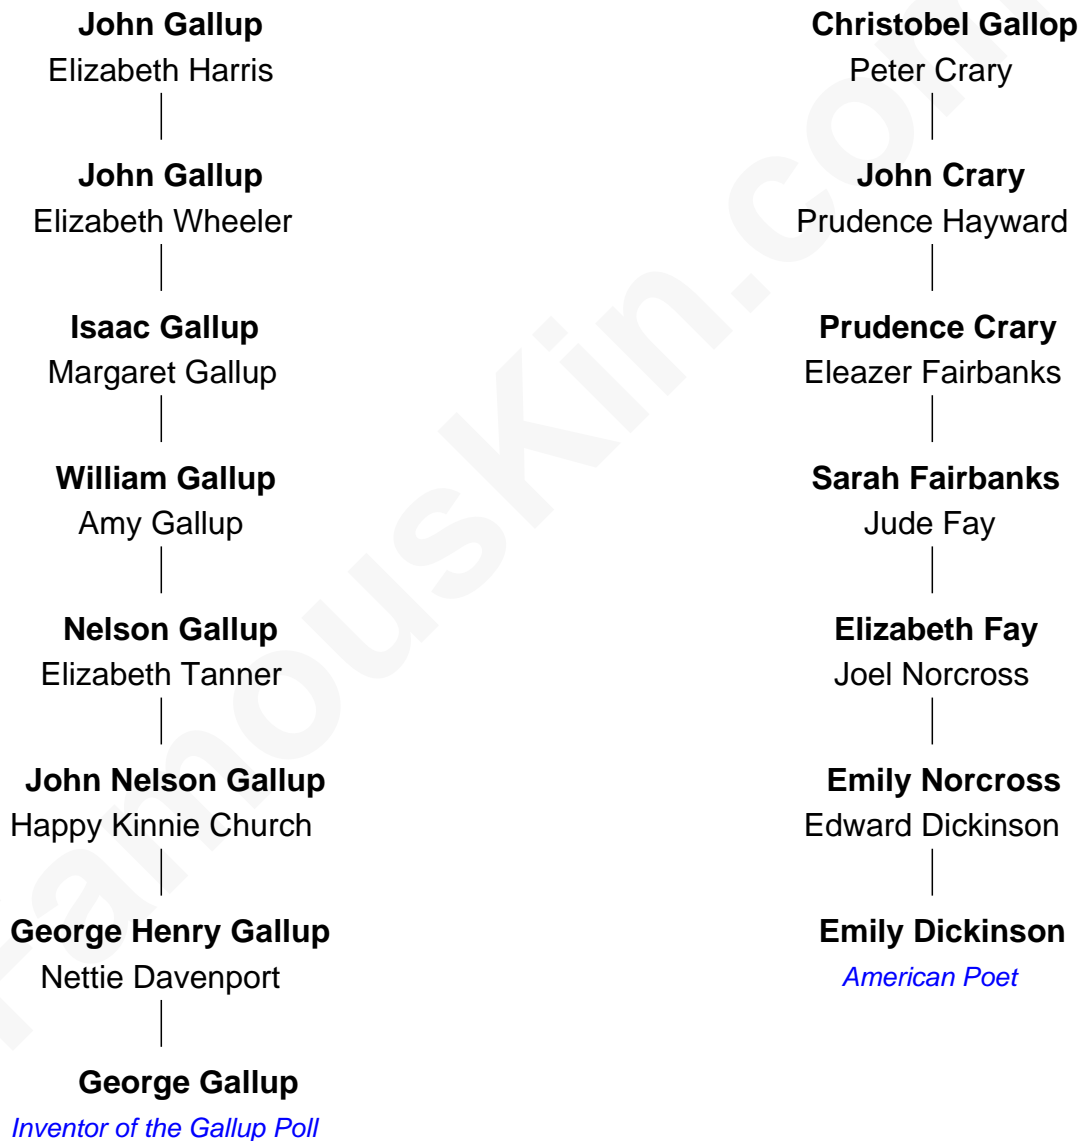 John Gallup
Elizabeth Harris
John Gallup
Elizabeth Wheeler
Isaac Gallup
Margaret Gallup
William Gallup
Amy Gallup
Nelson Gallup
Elizabeth Tanner
John Nelson Gallup
Happy Kinnie Church
George Henry Gallup
Nettie Davenport
George Gallup
Inventor of the Gallup Poll
Christobel Gallop
Peter Crary
John Crary
Prudence Hayward
Prudence Crary
Eleazer Fairbanks
Sarah Fairbanks
Jude Fay
Elizabeth Fay
Joel Norcross
Emily Norcross
Edward Dickinson
Emily Dickinson
American Poet
FamousKin.com